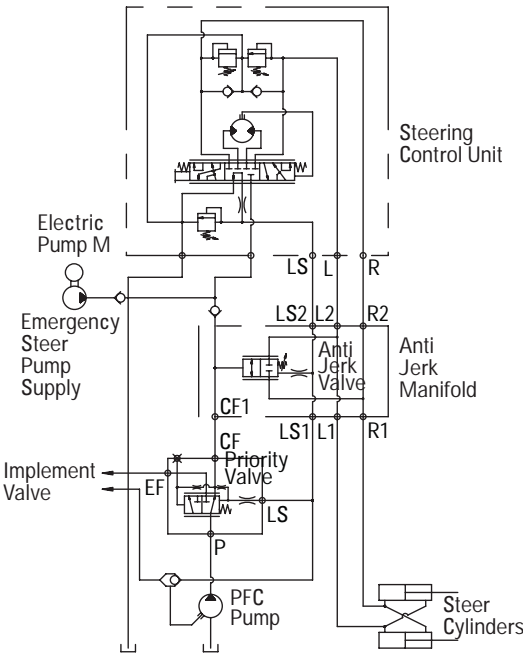 Steering
Control Unit
Electric
Pump M
LS
L
R
Emergency
Steer
Pump
Supply
LS2
L2
R2
Anti
Jerk
Valve
Anti
Jerk
Manifold
CF1
LS1
L1
R1
CF
Priority
Valve
Implement
Valve
EF
LS
P
PFC
Pump
Steer
Cylinders